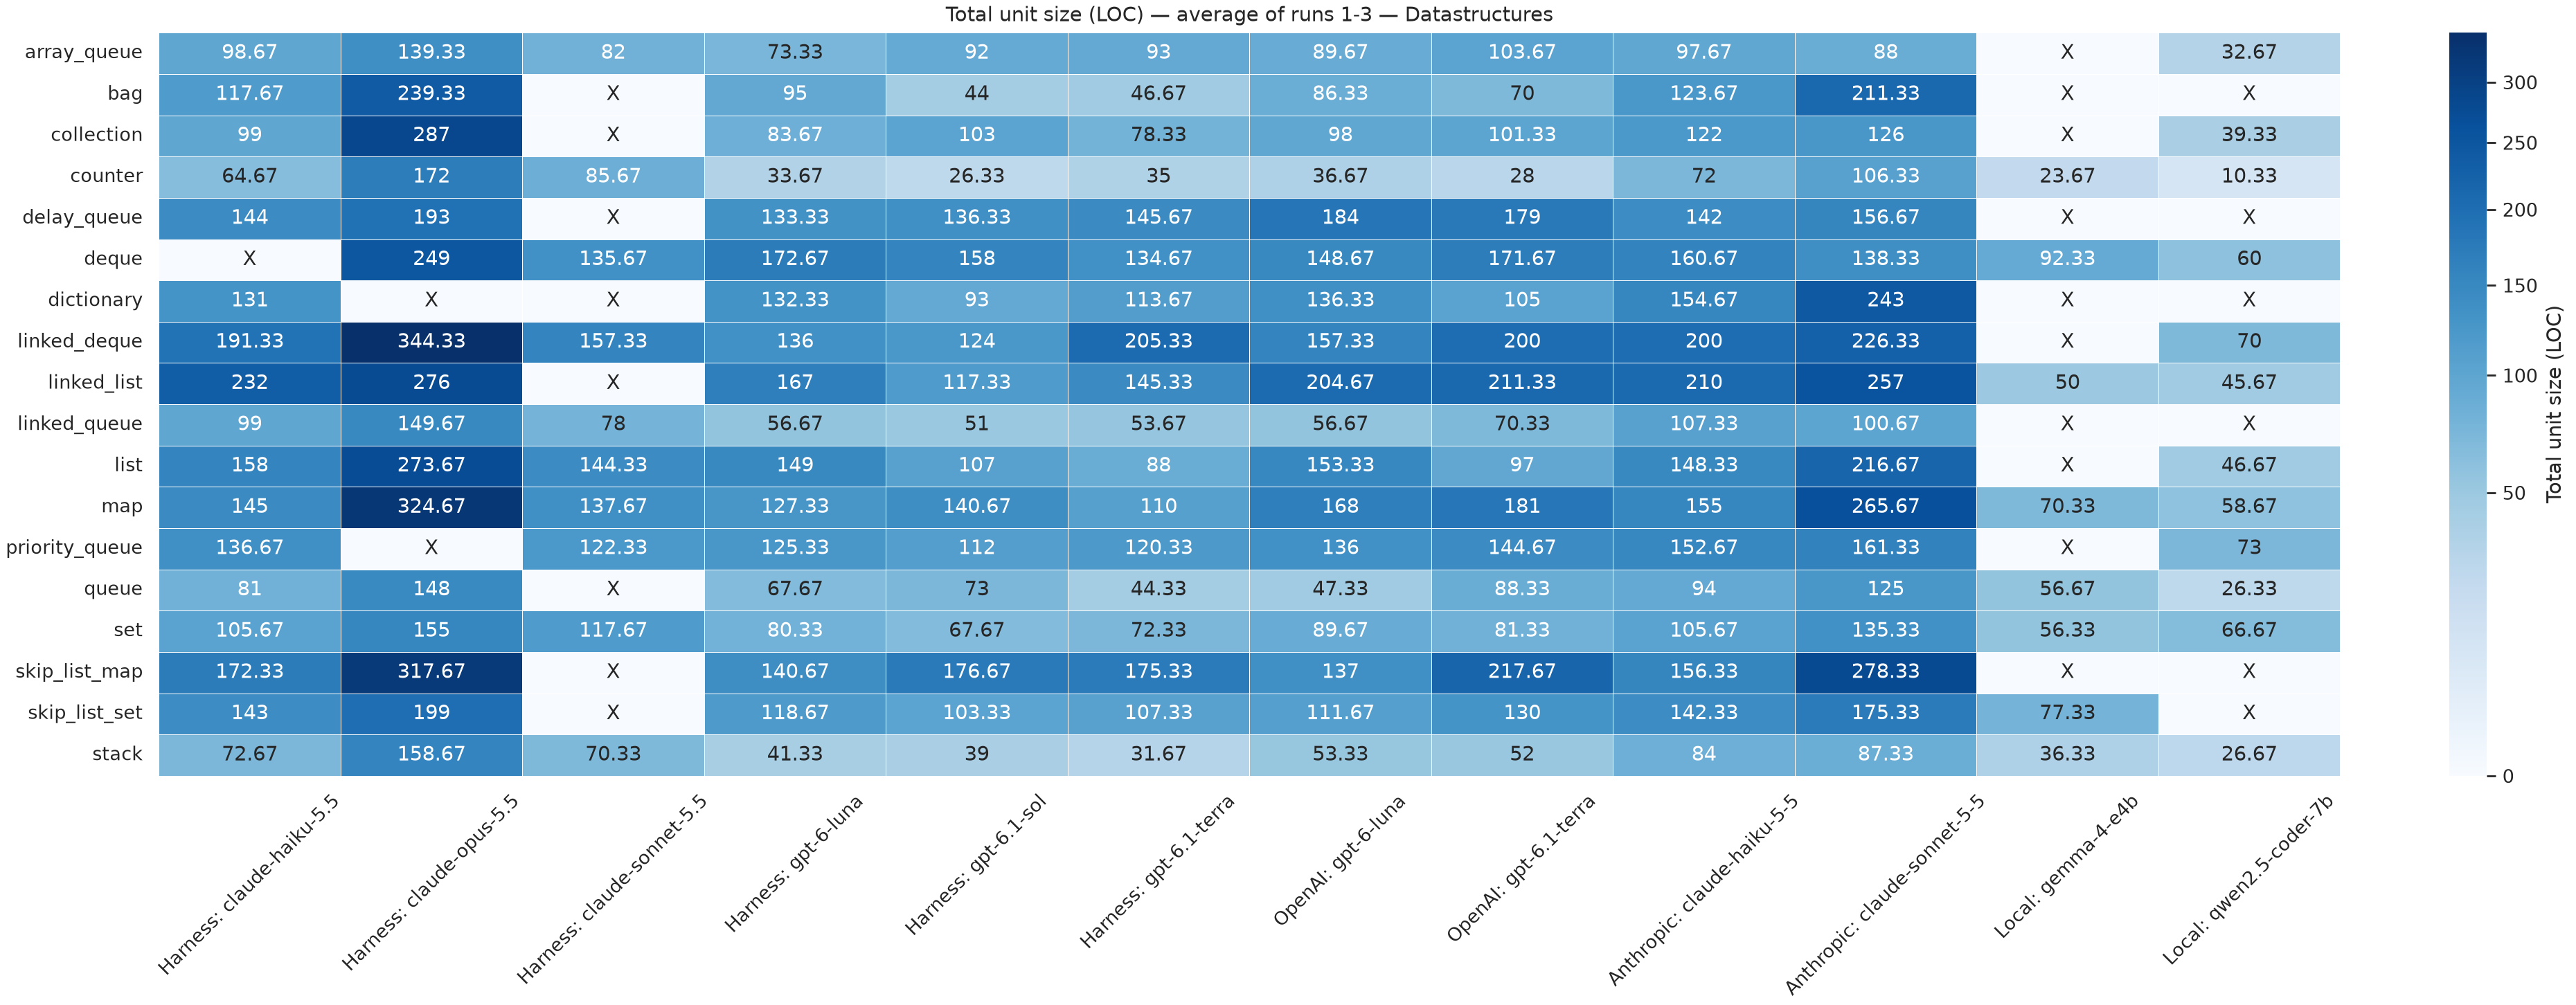 Total unit size (LOC) — average of runs 1-3 — Datastructures
array_queue 98.67 139.33 82 73.33 92 93 89.67 103.67 97.67 88 X 32.67
bag 117.67 239.33 X 95 44 46.67 86.33 70 123.67 211.33 X X
collection 99 287 X 83.67 103 78.33 98 101.33 122 126 X 39.33
counter 64.67 172 85.67 33.67 26.33 35 36.67 28 72 106.33 23.67 10.33
delay_queue 144 193 X 133.33 136.33 145.67 184 179 142 156.67 X X
deque X 249 135.67 172.67 158 134.67 148.67 171.67 160.67 138.33 92.33 60
dictionary 131 X X 132.33 93 113.67 136.33 105 154.67 243 X X
linked_deque 191.33 344.33 157.33 136 124 205.33 157.33 200 200 226.33 X 70
linked_list 232 276 X 167 117.33 145.33 204.67 211.33 210 257 50 45.67
linked_queue 99 149.67 78 56.67 51 53.67 56.67 70.33 107.33 100.67 X X
list 158 273.67 144.33 149 107 88 153.33 97 148.33 216.67 X 46.67
map 145 324.67 137.67 127.33 140.67 110 168 181 155 265.67 70.33 58.67
priority_queue 136.67 X 122.33 125.33 112 120.33 136 144.67 152.67 161.33 X 73
queue 81 148 X 67.67 73 44.33 47.33 88.33 94 125 56.67 26.33
set 105.67 155 117.67 80.33 67.67 72.33 89.67 81.33 105.67 135.33 56.33 66.67
skip_list_map 172.33 317.67 X 140.67 176.67 175.33 137 217.67 156.33 278.33 X X
skip_list_set 143 199 X 118.67 103.33 107.33 111.67 130 142.33 175.33 77.33 X
stack 72.67 158.67 70.33 41.33 39 31.67 53.33 52 84 87.33 36.33 26.67
Harness: claude-haiku-5.5
Harness: claude-opus-5.5
Harness: claude-sonnet-5.5
Harness: gpt-6-luna
Harness: gpt-6.1-sol
Harness: gpt-6.1-terra
OpenAI: gpt-6-luna
OpenAI: gpt-6.1-terra
Anthropic: claude-haiku-5-5
Anthropic: claude-sonnet-5-5
Local: gemma-4-e4b
Local: qwen2.5-coder-7b
300
250
200
150
100
50
0
Total unit size (LOC)